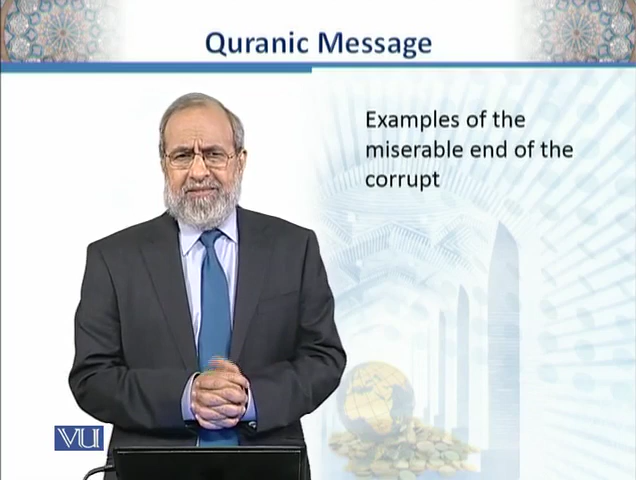 Quranic Message
Examples of the
miserable end of the
corrupt
VU